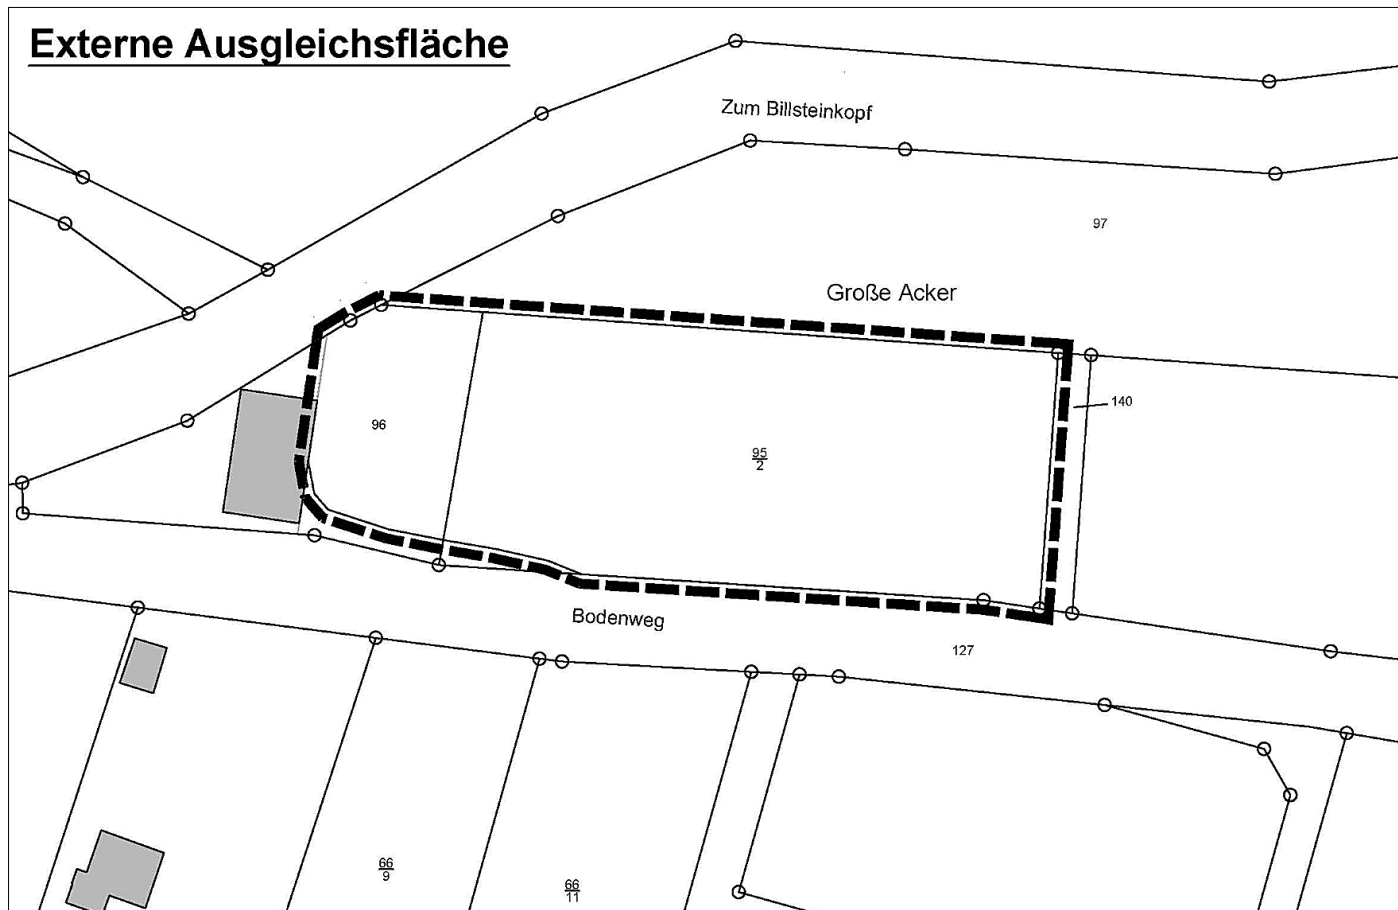 Externe Ausgleichsfläche
Zum Billsteinkopf
97
Große Acker
140
96
95
2
Bodenweg
127
66
9
66
11